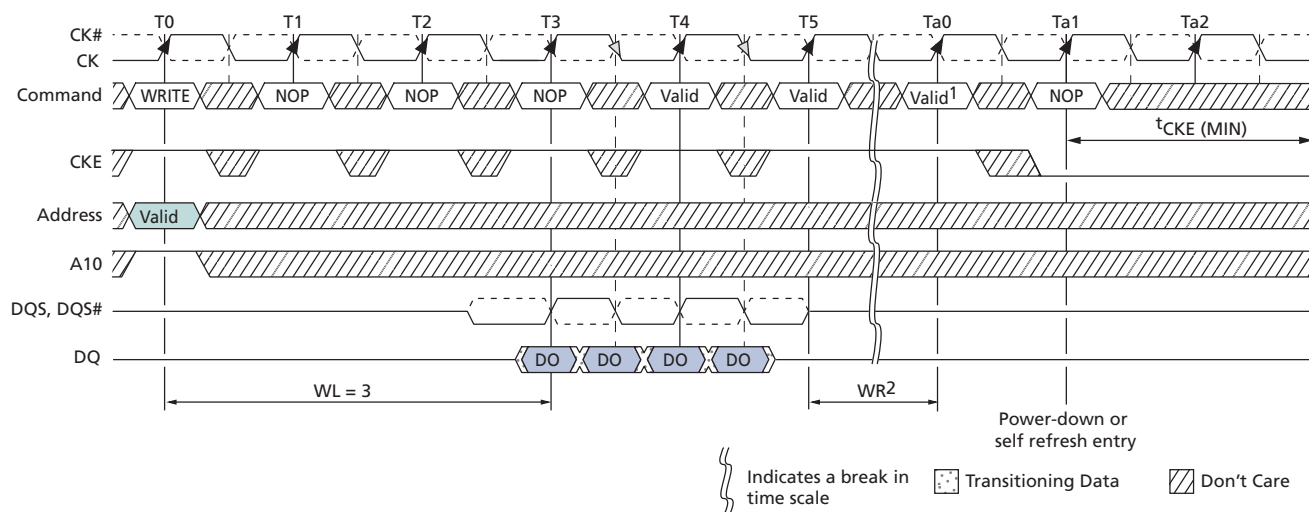 T0 T1 T2 T3 T4 T5 Ta0 Ta1 Ta2
CK#
CK
Command WRITE NOP NOP NOP Valid Valid Valid1 NOP
tCKE (MIN)
CKE
Address Valid
A10
DQS, DQS#
DQ DO DO DO DO
WL = 3 WR2
Power-down or
self refresh entry
Indicates a break in
time scale
Transitioning Data
Don't Care